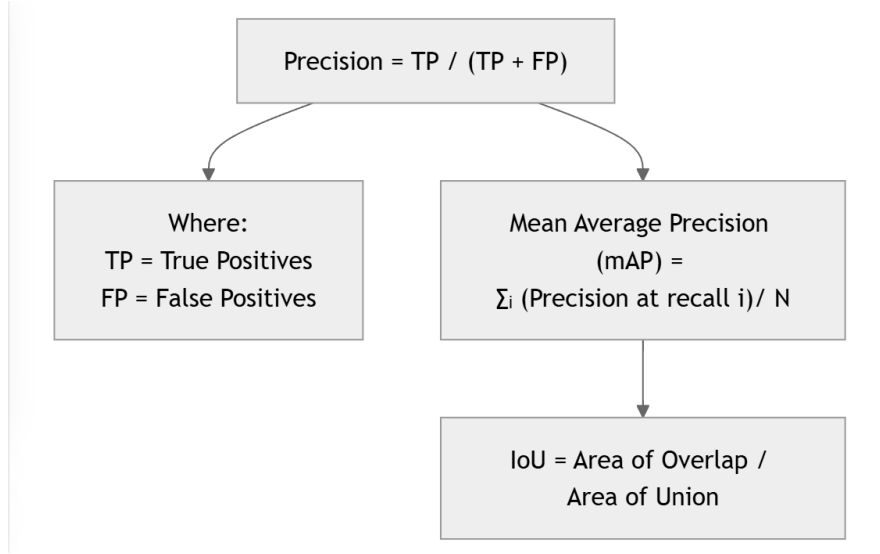 Precision = TP / (TP + FP)
Where:
TP = True Positives
FP = False Positives
Mean Average Precision
(mAP) =
Σᵢ (Precision at recall i)/ N
IoU = Area of Overlap /
Area of Union